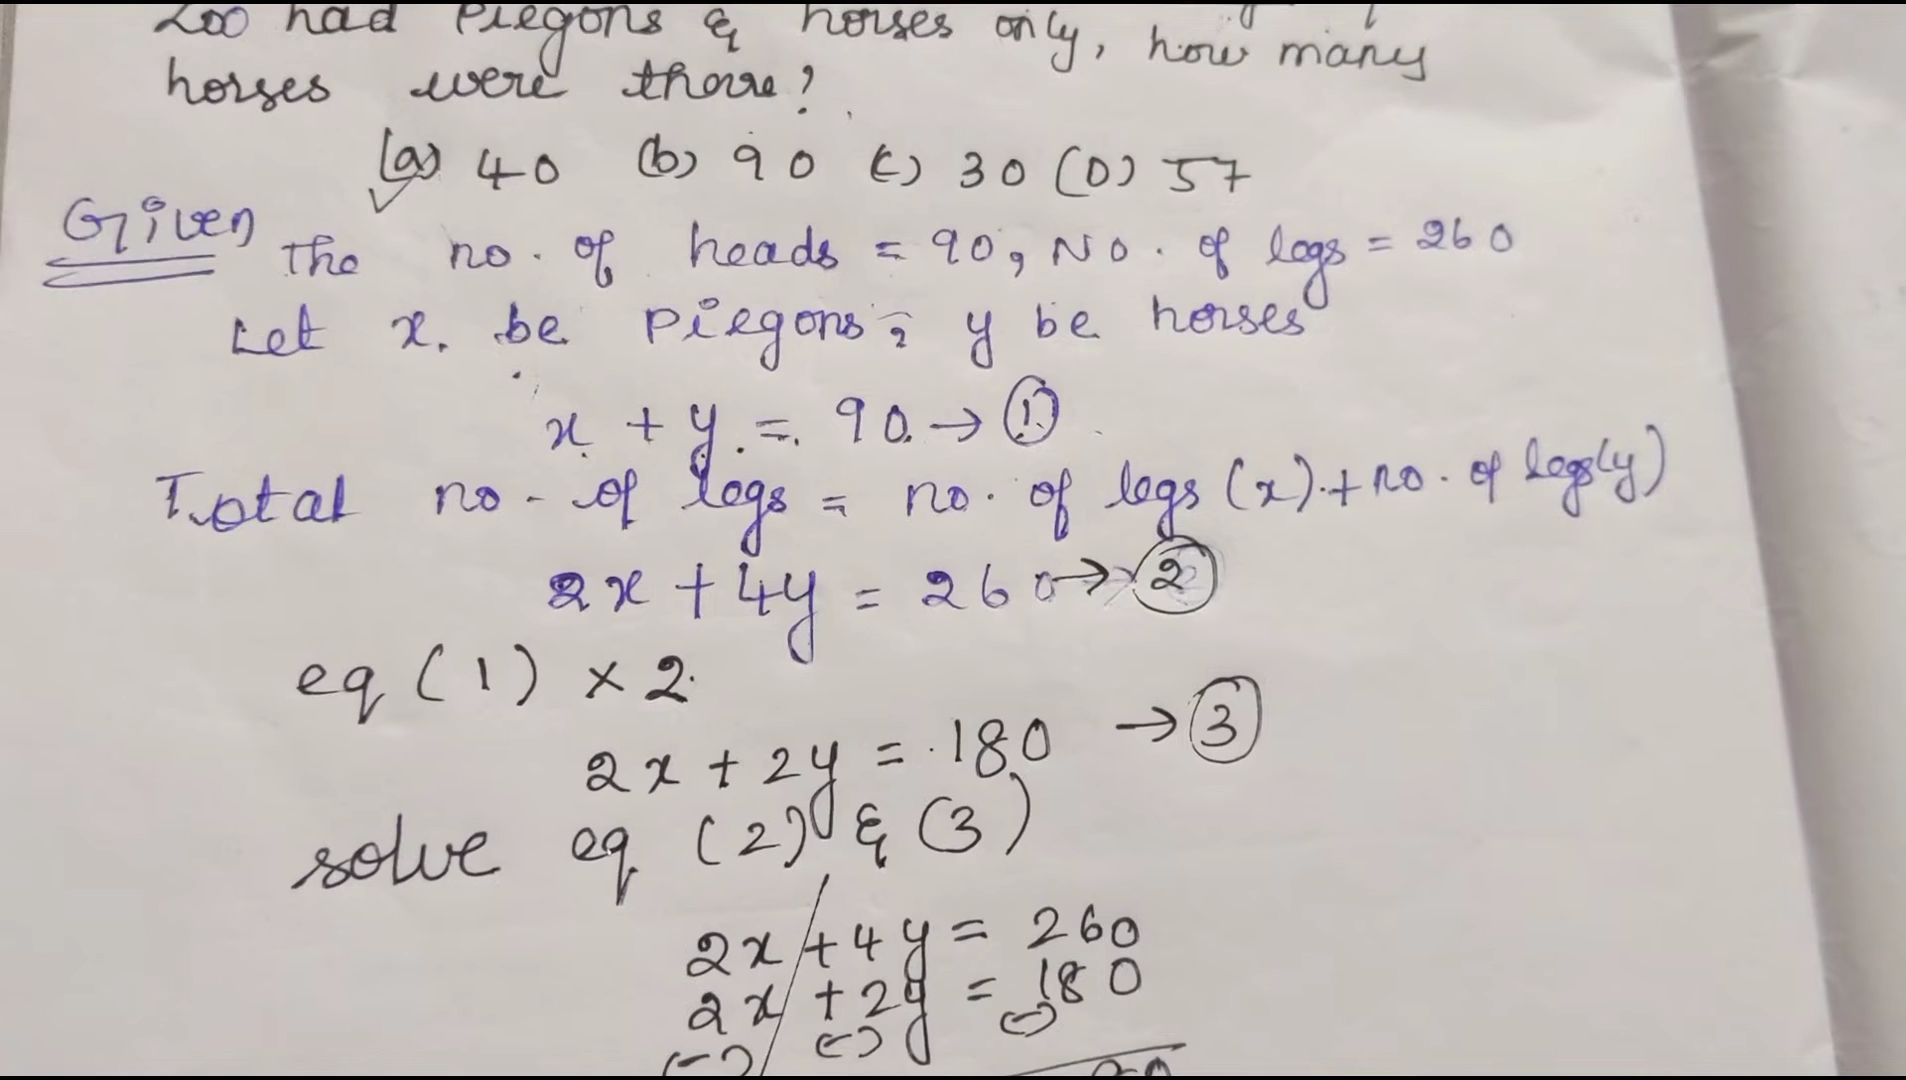 Zoo had Piegons & horses only, how many
horses were there?
(a) 40 (b) 90 (c) 30 (D) 57
Given The no. of heads = 90, No. of legs = 260
Let x. be Piegons, y be horses
x + y = 90 → ①
Total no. of legs = no. of legs (x) + no. of legs (y)
2x + 4y = 260 → ②
eq (1) × 2
2x + 2y = 180 → ③
solve eq (2) & (3)
2x + 4y = 260
2x + 2y = 180
(-) (-) (-)